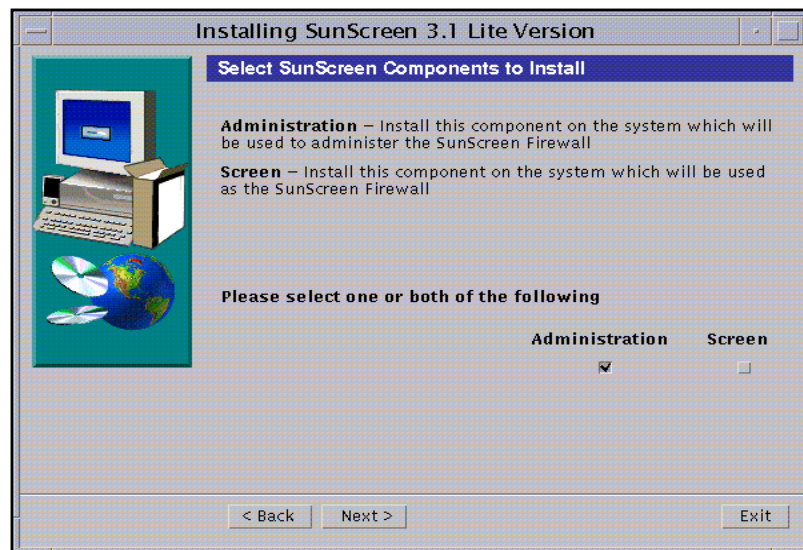 Installing SunScreen 3.1 Lite Version
Select SunScreen Components to Install
Administration – Install this component on the system which will
be used to administer the SunScreen Firewall
Screen – Install this component on the system which will be used
as the SunScreen Firewall
Please select one or both of the following
Administration Screen
< Back Next > Exit